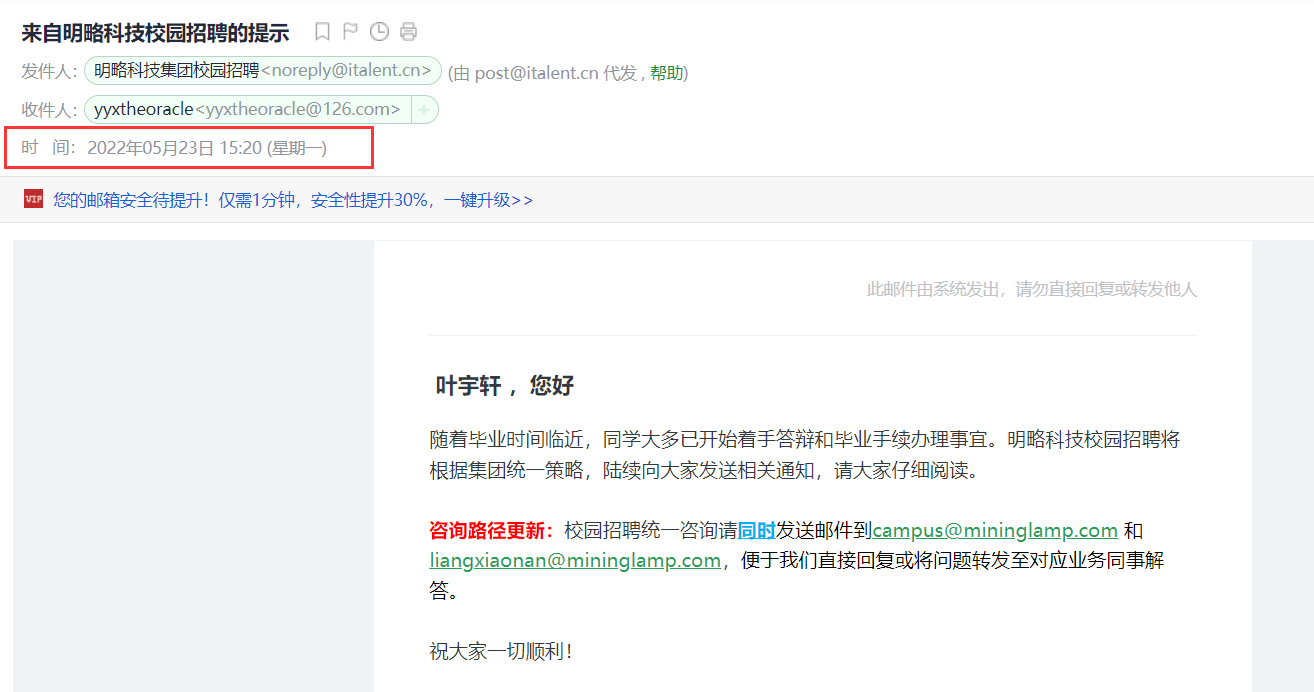 来自明略科技校园招聘的提示
发件人： 明略科技集团校园招聘<noreply@italent.cn> (由 post@italent.cn 代发 , 帮助)
收件人： yyxtheoracle<yyxtheoracle@126.com> +
时 间： 2022年05月23日 15:20 (星期一)
VIP 您的邮箱安全待提升！仅需1分钟，安全性提升30%，一键升级>>
此邮件由系统发出，请勿直接回复或转发他人
叶宇轩 ，您好
随着毕业时间临近，同学大多已开始着手答辩和毕业手续办理事宜。明略科技校园招聘将
根据集团统一策略，陆续向大家发送相关通知，请大家仔细阅读。
咨询路径更新：校园招聘统一咨询请同时发送邮件到campus@mininglamp.com 和
liangxiaonan@mininglamp.com，便于我们直接回复或将问题转发至对应业务同事解
答。
祝大家一切顺利！